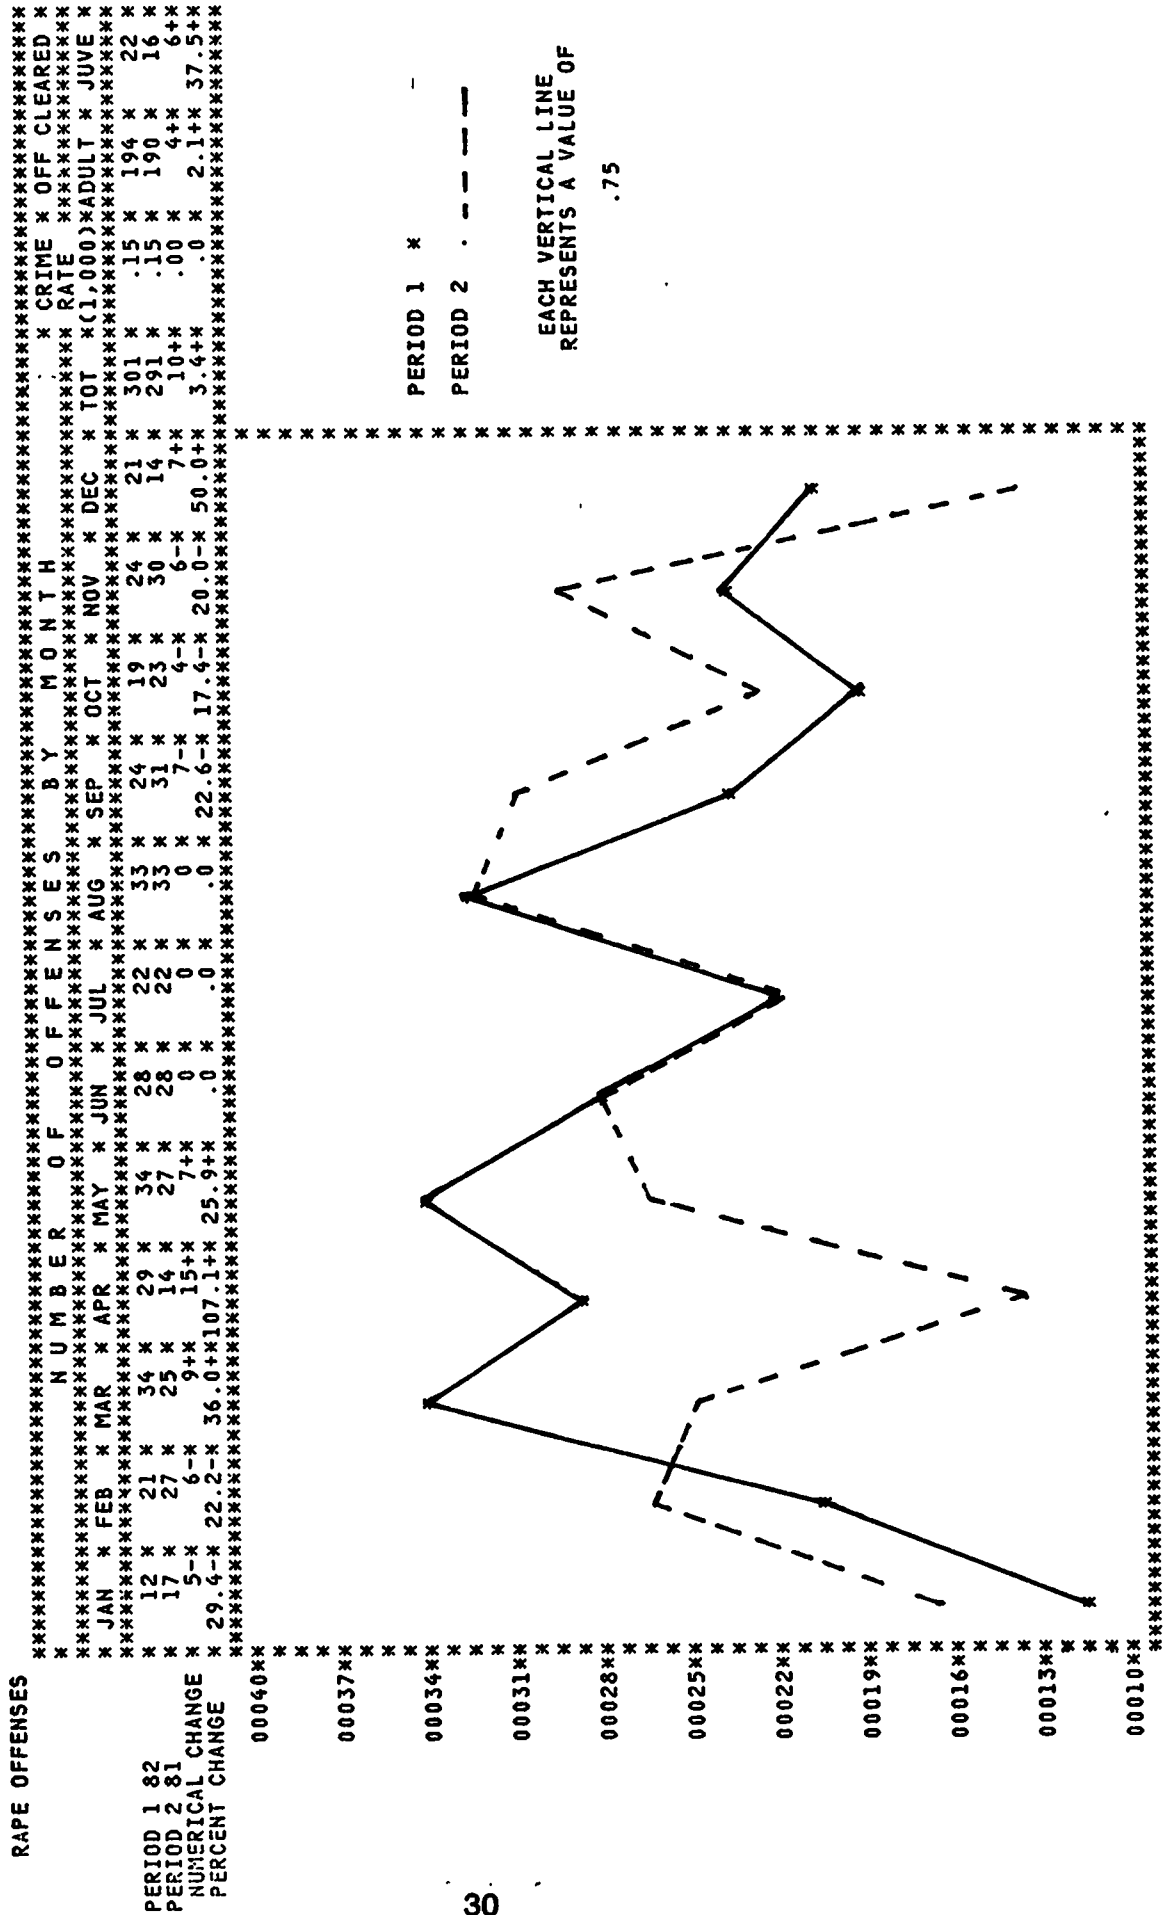 RAPE OFFENSES
*****************************************************************************
* N U M B E R O F O F F E N S E S B Y M O N T H * CRIME * OFF CLEARED *
***************************************************************** RATE **************
* JAN * FEB * MAR * APR * MAY * JUN * JUL * AUG * SEP * OCT * NOV * DEC * TOT *(1,000)*ADULT * JUVE *
*****************************************************************************
PERIOD 1 82 * 12 * 21 * 34 * 29 * 34 * 28 * 22 * 33 * 24 * 19 * 24 * 21 * 301 * .15 * 194 * 22 *
PERIOD 2 81 * 17 * 27 * 25 * 14 * 27 * 28 * 22 * 33 * 31 * 23 * 30 * 14 * 291 * .15 * 190 * 16 *
NUMERICAL CHANGE * 5-* 6-* 9+* 15+* 7+* 0 * 0 * 0 * 7-* 4-* 6-* 7+* 10+* .00 * 4+* 6+*
PERCENT CHANGE * 29.4-* 22.2-* 36.0+*107.1+* 25.9+* .0 * .0 * .0 * 22.6-* 17.4-* 20.0-* 50.0+* 3.4+* .0 * 2.1+* 37.5+*
*****************************************************************************
00040**
00037**
00034**
00031**
00028**
00025**
00022**
00019**
00016**
00013**
00010**
PERIOD 1 *
PERIOD 2 .
EACH VERTICAL LINE
REPRESENTS A VALUE OF
.75
30